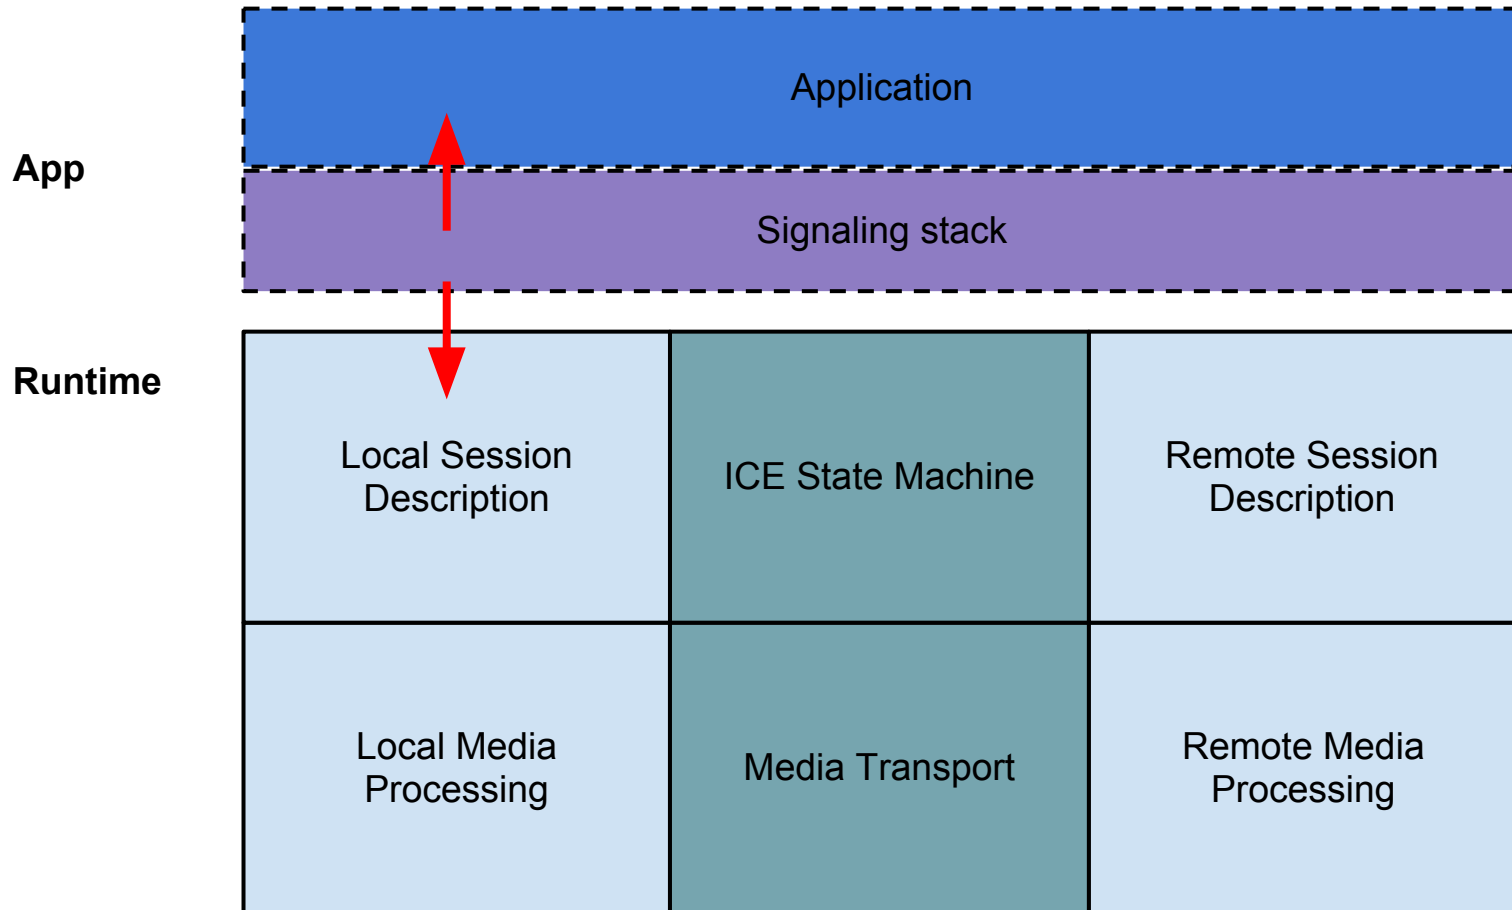 Application
App
Signaling stack
Runtime
Local Session
Description
ICE State Machine
Remote Session
Description
Local Media
Processing
Media Transport
Remote Media
Processing